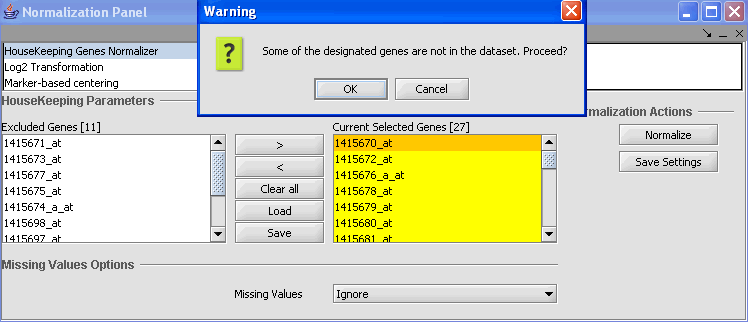 Normalization Panel
Warning
Some of the designated genes are not in the dataset. Proceed?
OK
Cancel
HouseKeeping Genes Normalizer
Log2 Transformation
Marker-based centering
HouseKeeping Parameters
ormalization Actions
Excluded Genes [11]
Current Selected Genes [27]
1415671_at
1415673_at
1415677_at
1415675_at
1415674_a_at
1415698_at
1415697_at
>
<
Clear all
Load
Save
1415670_at
1415672_at
1415676_a_at
1415678_at
1415679_at
1415680_at
1415681_at
Normalize
Save Settings
Missing Values Options
Missing Values
Ignore